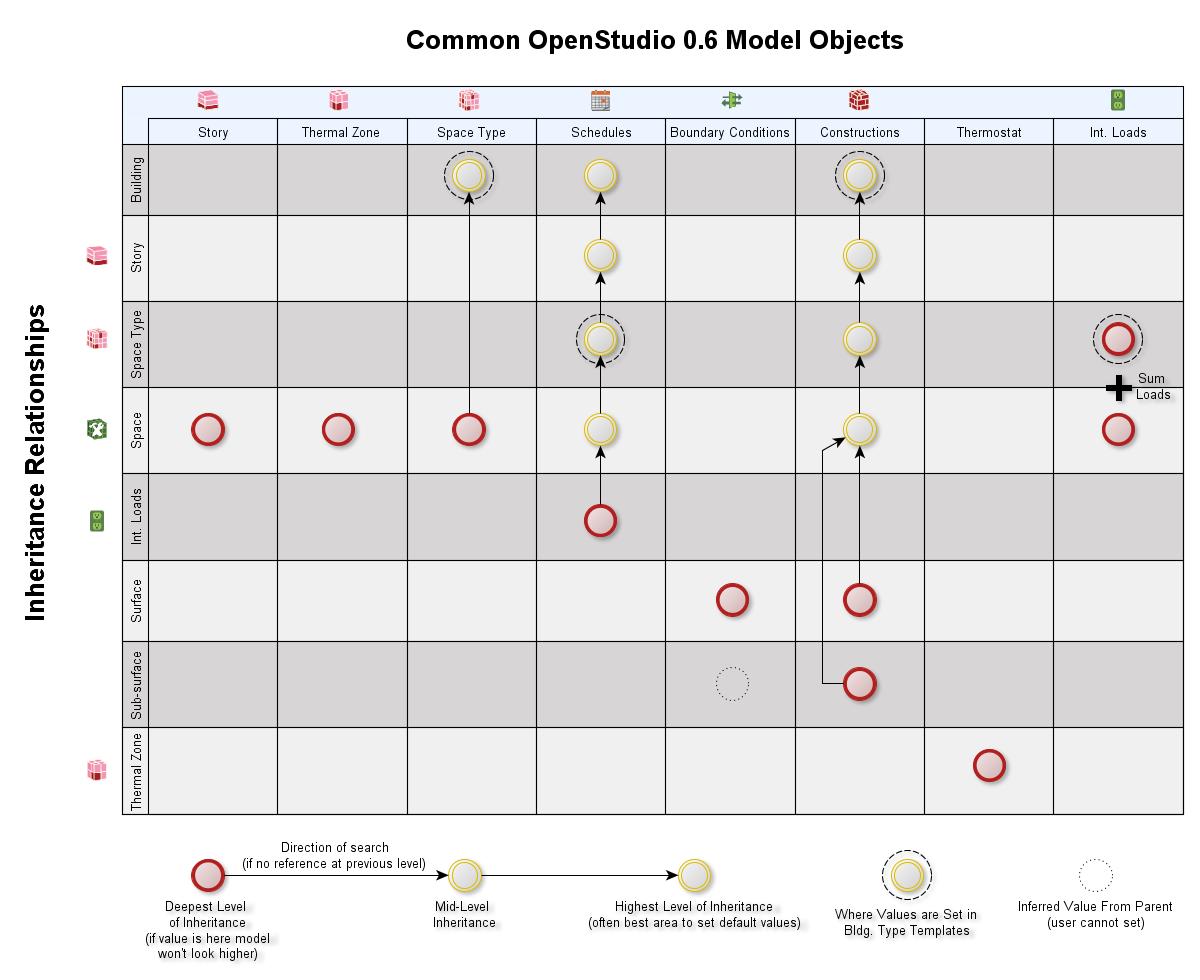 Common OpenStudio 0.6 Model Objects
Story
Thermal Zone
Space Type
Schedules
Boundary Conditions
Constructions
Thermostat
Int. Loads
Inheritance Relationships
Building
Story
Space Type
Sum
Loads
Space
Int. Loads
Surface
Sub-surface
Thermal Zone
Direction of search
(if no reference at previous level)
Deepest Level
of Inheritance
(if value is here model
won't look higher)
Mid-Level
Inheritance
Highest Level of Inheritance
(often best area to set default values)
Where Values are Set in
Bldg. Type Templates
Inferred Value From Parent
(user cannot set)